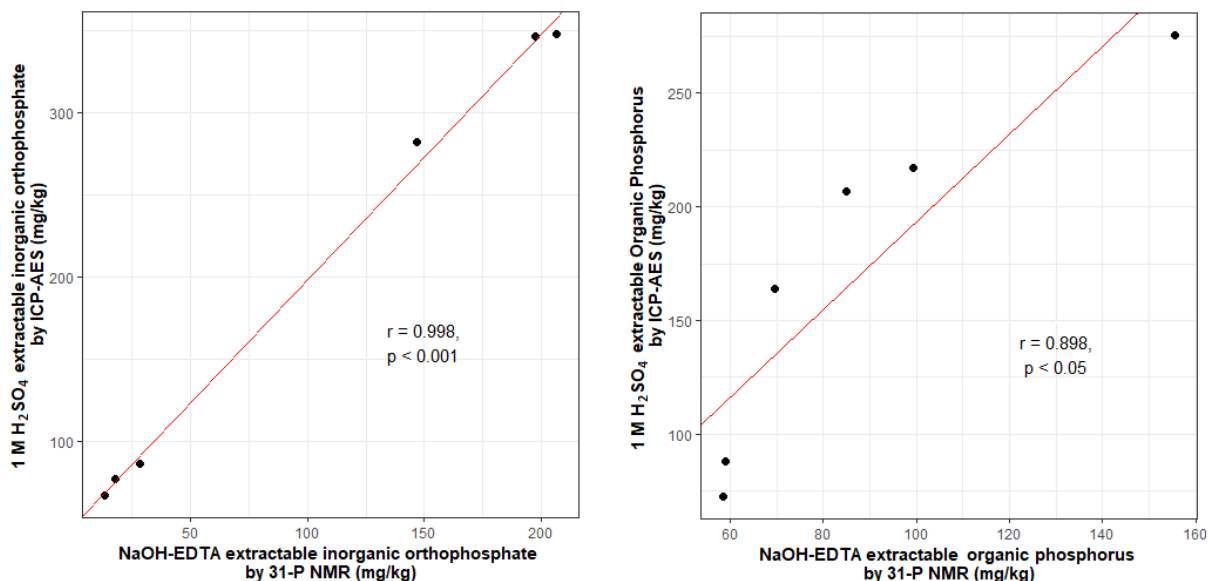 1 M H₂SO₄ extractable inorganic orthophosphate
by ICP-AES (mg/kg)
300
200
100
r = 0.998,
p < 0.001
50
100
150
200
NaOH-EDTA extractable inorganic orthophosphate
by 31-P NMR (mg/kg)
1 M H₂SO₄ extractable Organic Phosphorus
by ICP-AES (mg/kg)
250
200
150
100
r = 0.898,
p < 0.05
60
80
100
120
140
160
NaOH-EDTA extractable organic phosphorus
by 31-P NMR (mg/kg)